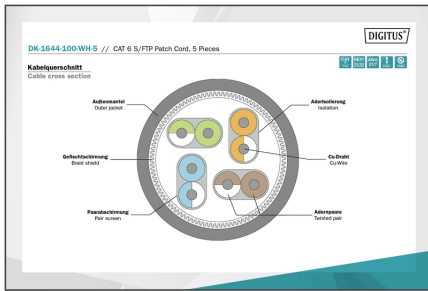 DIGITUS
DK-1644-100-WH-5 // CAT 6 S/FTP Patch Cord, 5 Pieces
Kabelquerschnitt
Cable cross section
Außenmantel
Outer jacket
Aderisolierung
Isolation
Geflechtschirmung
Braid shield
Cu-Draht
Cu-Wire
Paarabschirmung
Pair screen
Adernpaare
Twisted pair